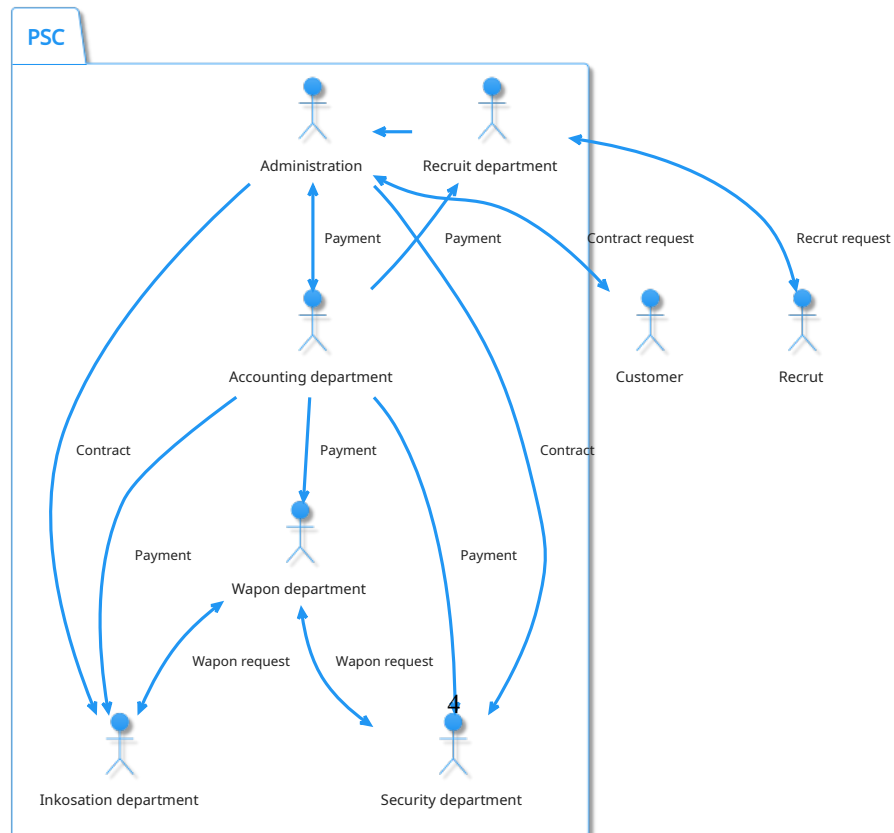 PSC
Administration
Recruit department
Payment
Payment
Contract request
Recrut request
Customer
Recrut
Accounting department
Contract
Payment
Contract
Payment
Payment
Wapon department
Wapon request
Wapon request
4
Inkosation department
Security department